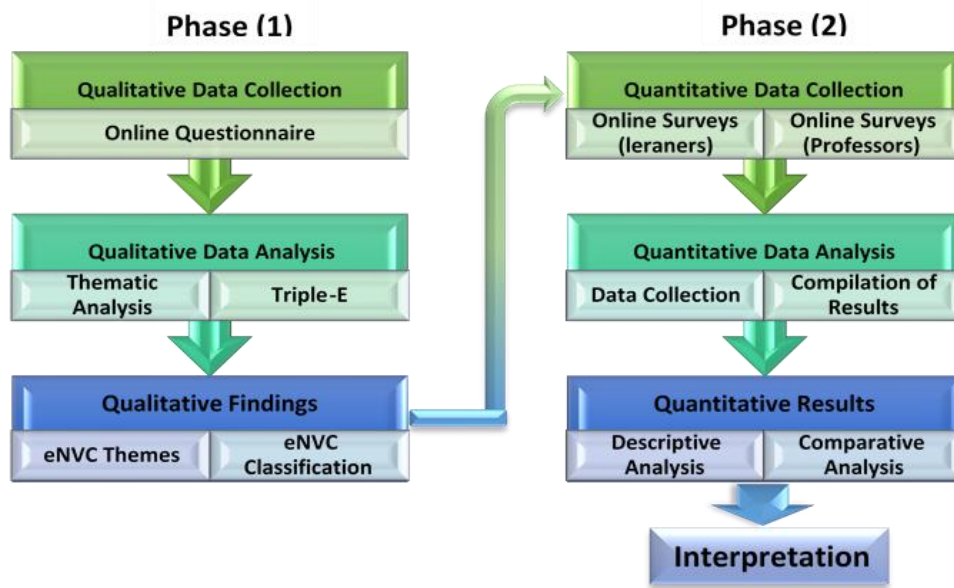 Phase (1)
Qualitative Data Collection
Online Questionnaire
Qualitative Data Analysis
Thematic
Analysis
Triple-E
Qualitative Findings
eNVC Themes
eNVC
Classification
Phase (2)
Quantitative Data Collection
Online Surveys
(leraners)
Online Surveys
(Professors)
Quantitative Data Analysis
Data Collection
Compilation of
Results
Quantitative Results
Descriptive
Analysis
Comparative
Analysis
Interpretation